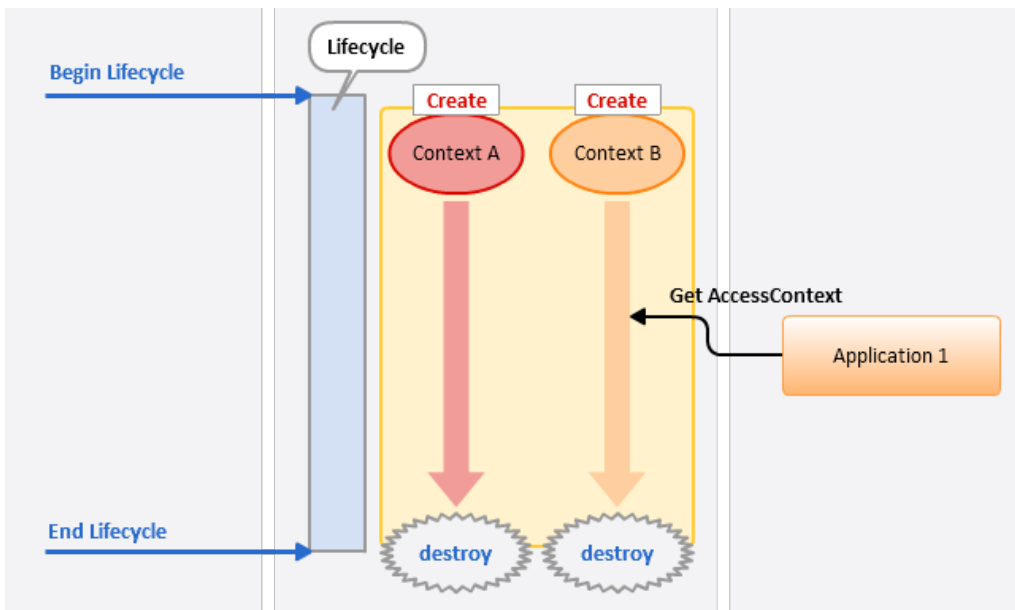 Lifecycle
Begin Lifecycle
Create
Create
Context A
Context B
Get AccessContext
Application 1
End Lifecycle
destroy
destroy